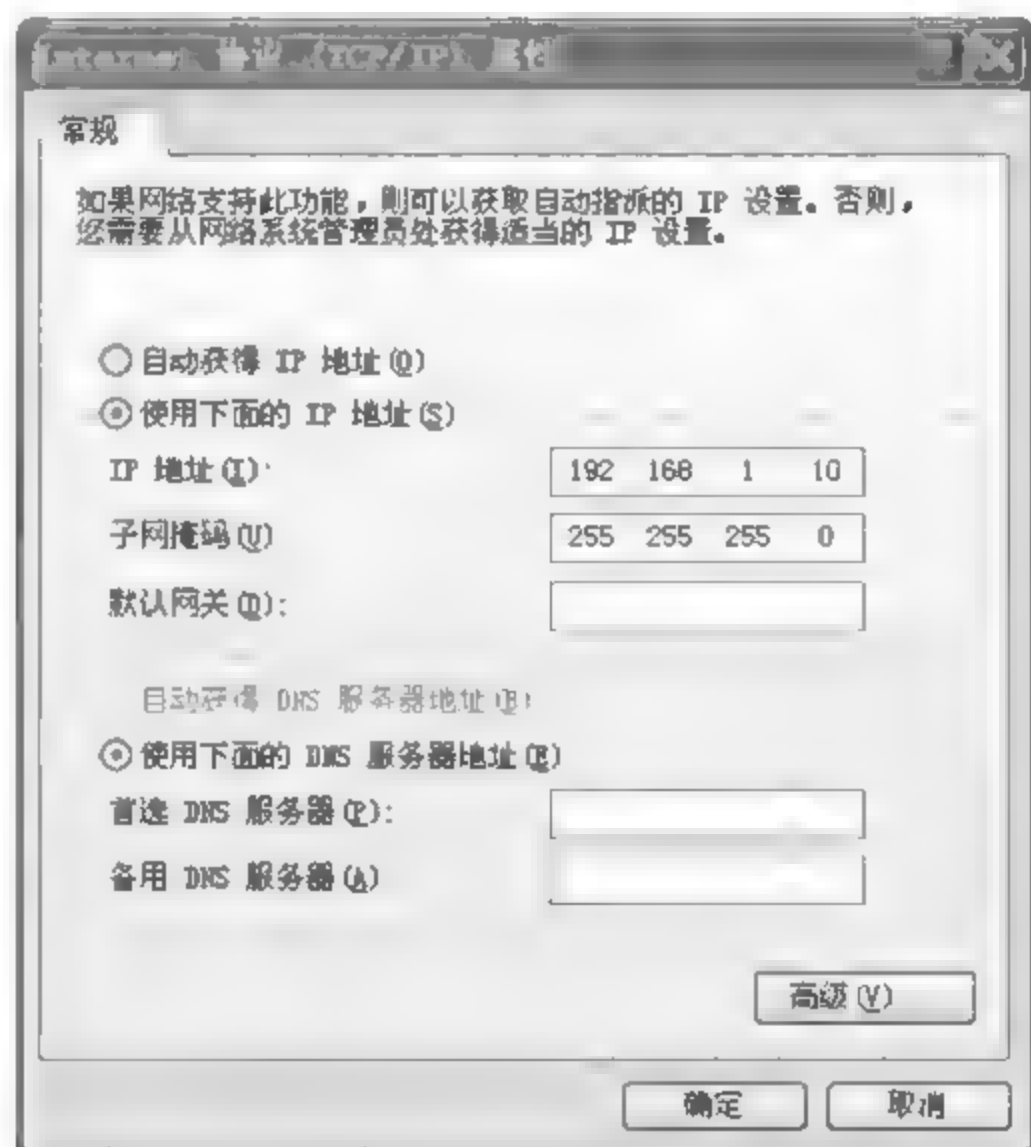 Internet 协议 (TCP/IP) 属性
常规
如果网络支持此功能，则可以获取自动指派的 IP 设置。否则，
您需要从网络系统管理员处获得适当的 IP 设置。
自动获得 IP 地址(O)
使用下面的 IP 地址(S)
IP 地址(I):
192 168 1 10
子网掩码(U)
255 255 255 0
默认网关(D):
自动获得 DNS 服务器地址(B)
使用下面的 DNS 服务器地址(E)
首选 DNS 服务器(P):
备用 DNS 服务器(A)
高级(V)
确定 取消